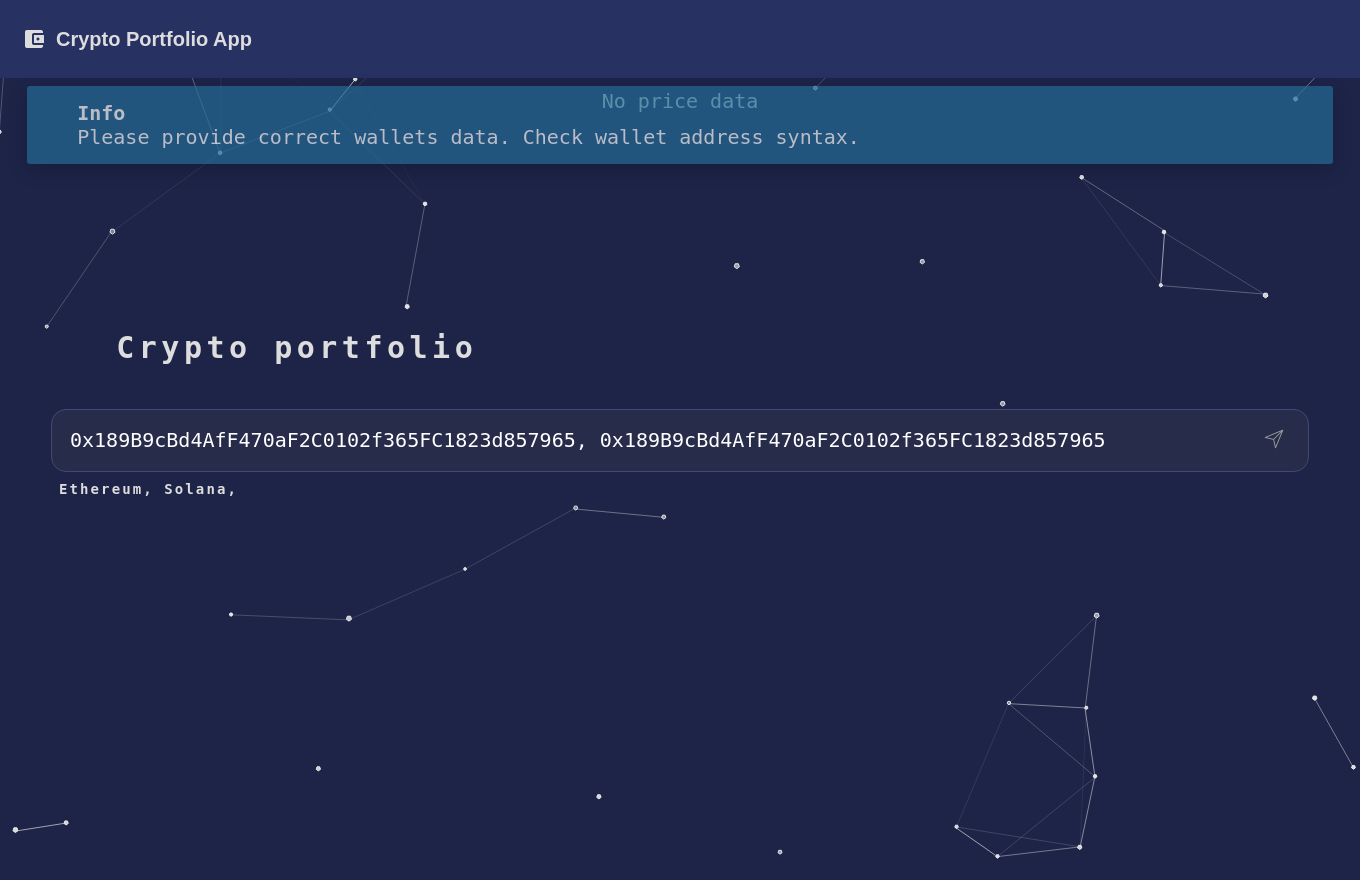 Crypto Portfolio App
No price data
Info
Please provide correct wallets data. Check wallet address syntax.
Crypto portfolio
0x189B9cBd4AfF470aF2C0102f365FC1823d857965, 0x189B9cBd4AfF470aF2C0102f365FC1823d857965
Ethereum, Solana,